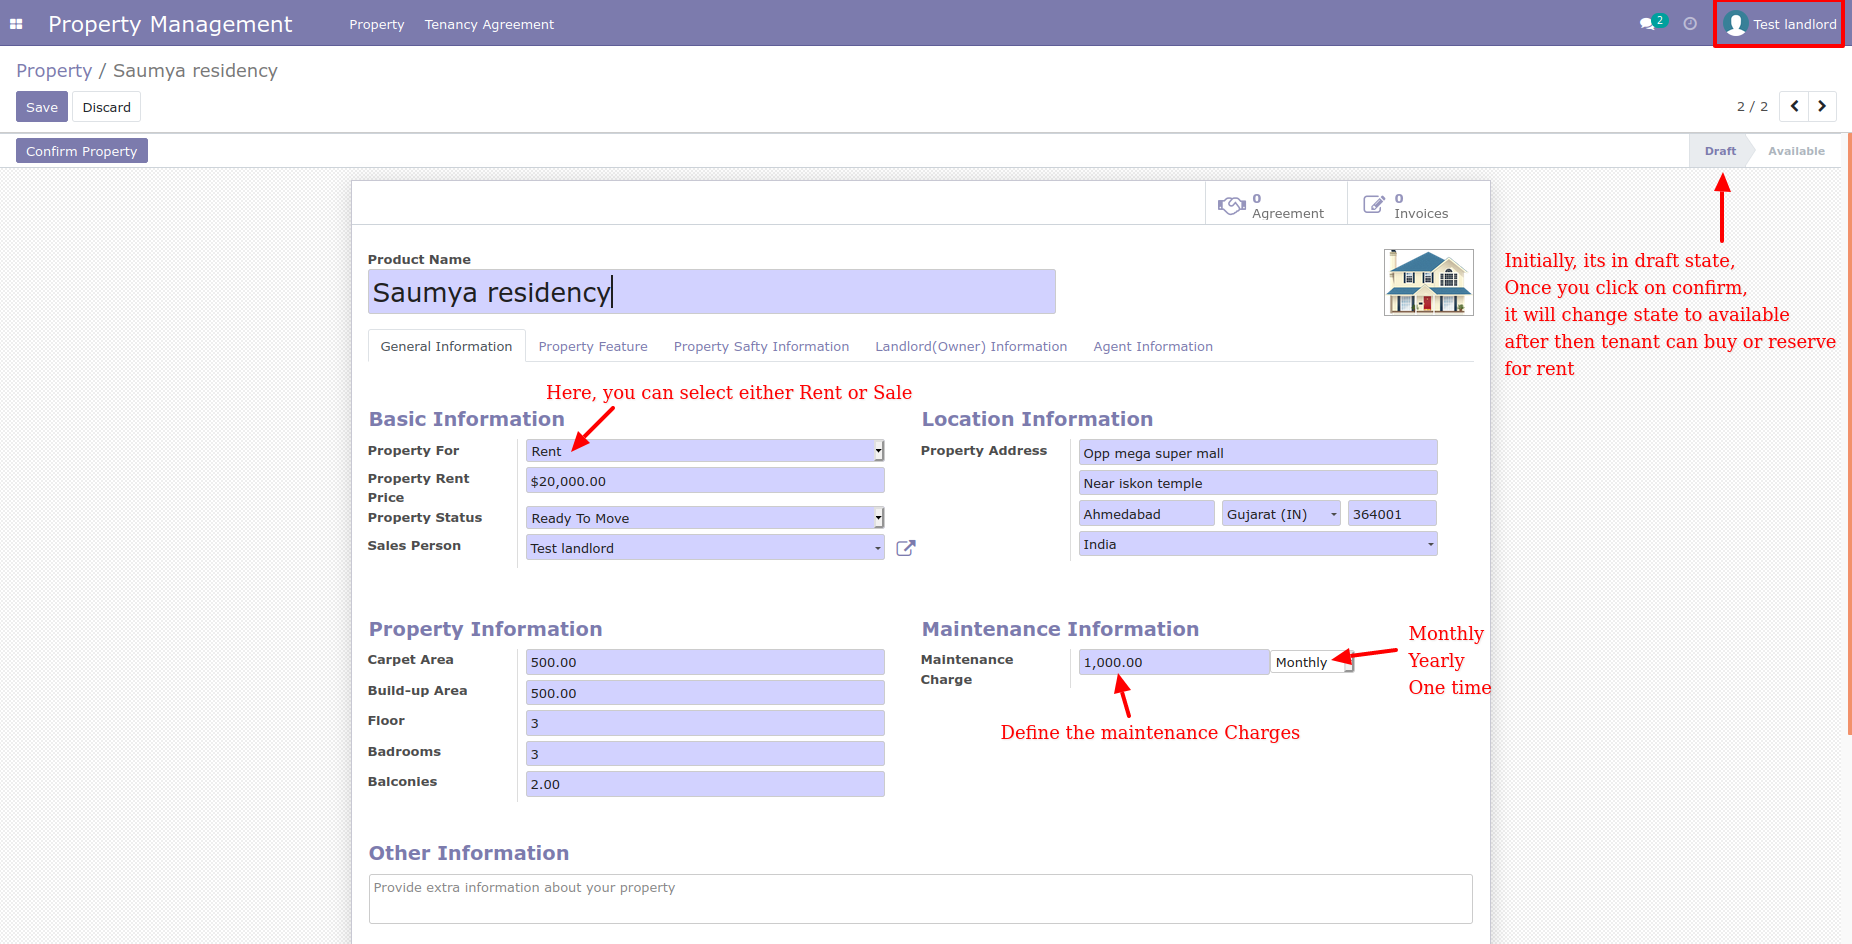 Property Management
Property
Tenancy Agreement
2
Test landlord
Property / Saumya residency
Save
Discard
2 / 2
Confirm Property
Draft
Available
0
Agreement
0
Invoices
Initially, its in draft state,
Once you click on confirm,
it will change state to available
after then tenant can buy or reserve
for rent
Product Name
Saumya residency
General Information
Property Feature
Property Safty Information
Landlord(Owner) Information
Agent Information
Here, you can select either Rent or Sale
Basic Information
Property For
Rent
Property Rent
Price
$20,000.00
Property Status
Ready To Move
Sales Person
Test landlord
Location Information
Property Address
Opp mega super mall
Near iskon temple
Ahmedabad
Gujarat (IN)
364001
India
Property Information
Carpet Area
500.00
Build-up Area
500.00
Floor
3
Badrooms
3
Balconies
2.00
Maintenance Information
Maintenance
Charge
1,000.00
Monthly
Monthly
Yearly
One time
Define the maintenance Charges
Other Information
Provide extra information about your property